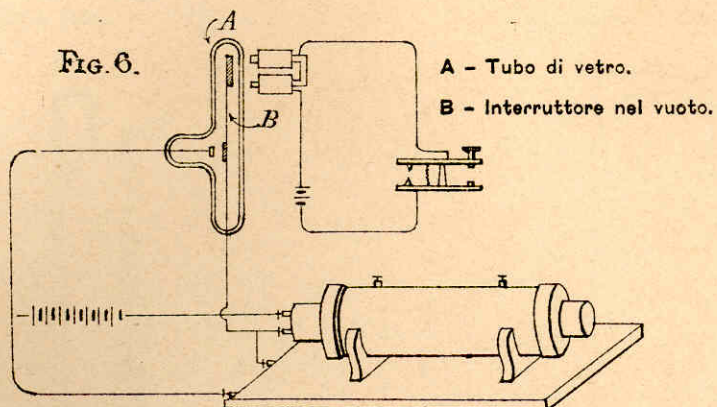 FIG. 6.
A
B
A – Tubo di vetro.
B – Interruttore nel vuoto.